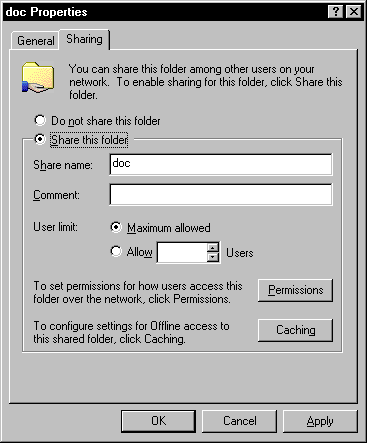 doc Properties
General Sharing
You can share this folder among other users on your
network. To enable sharing for this folder, click Share this
folder.
Do not share this folder
Share this folder
Share name: doc
Comment:
User limit: Maximum allowed
Allow Users
To set permissions for how users access this
folder over the network, click Permissions.
Permissions
To configure settings for Offline access to
this shared folder, click Caching.
Caching
OK Cancel Apply